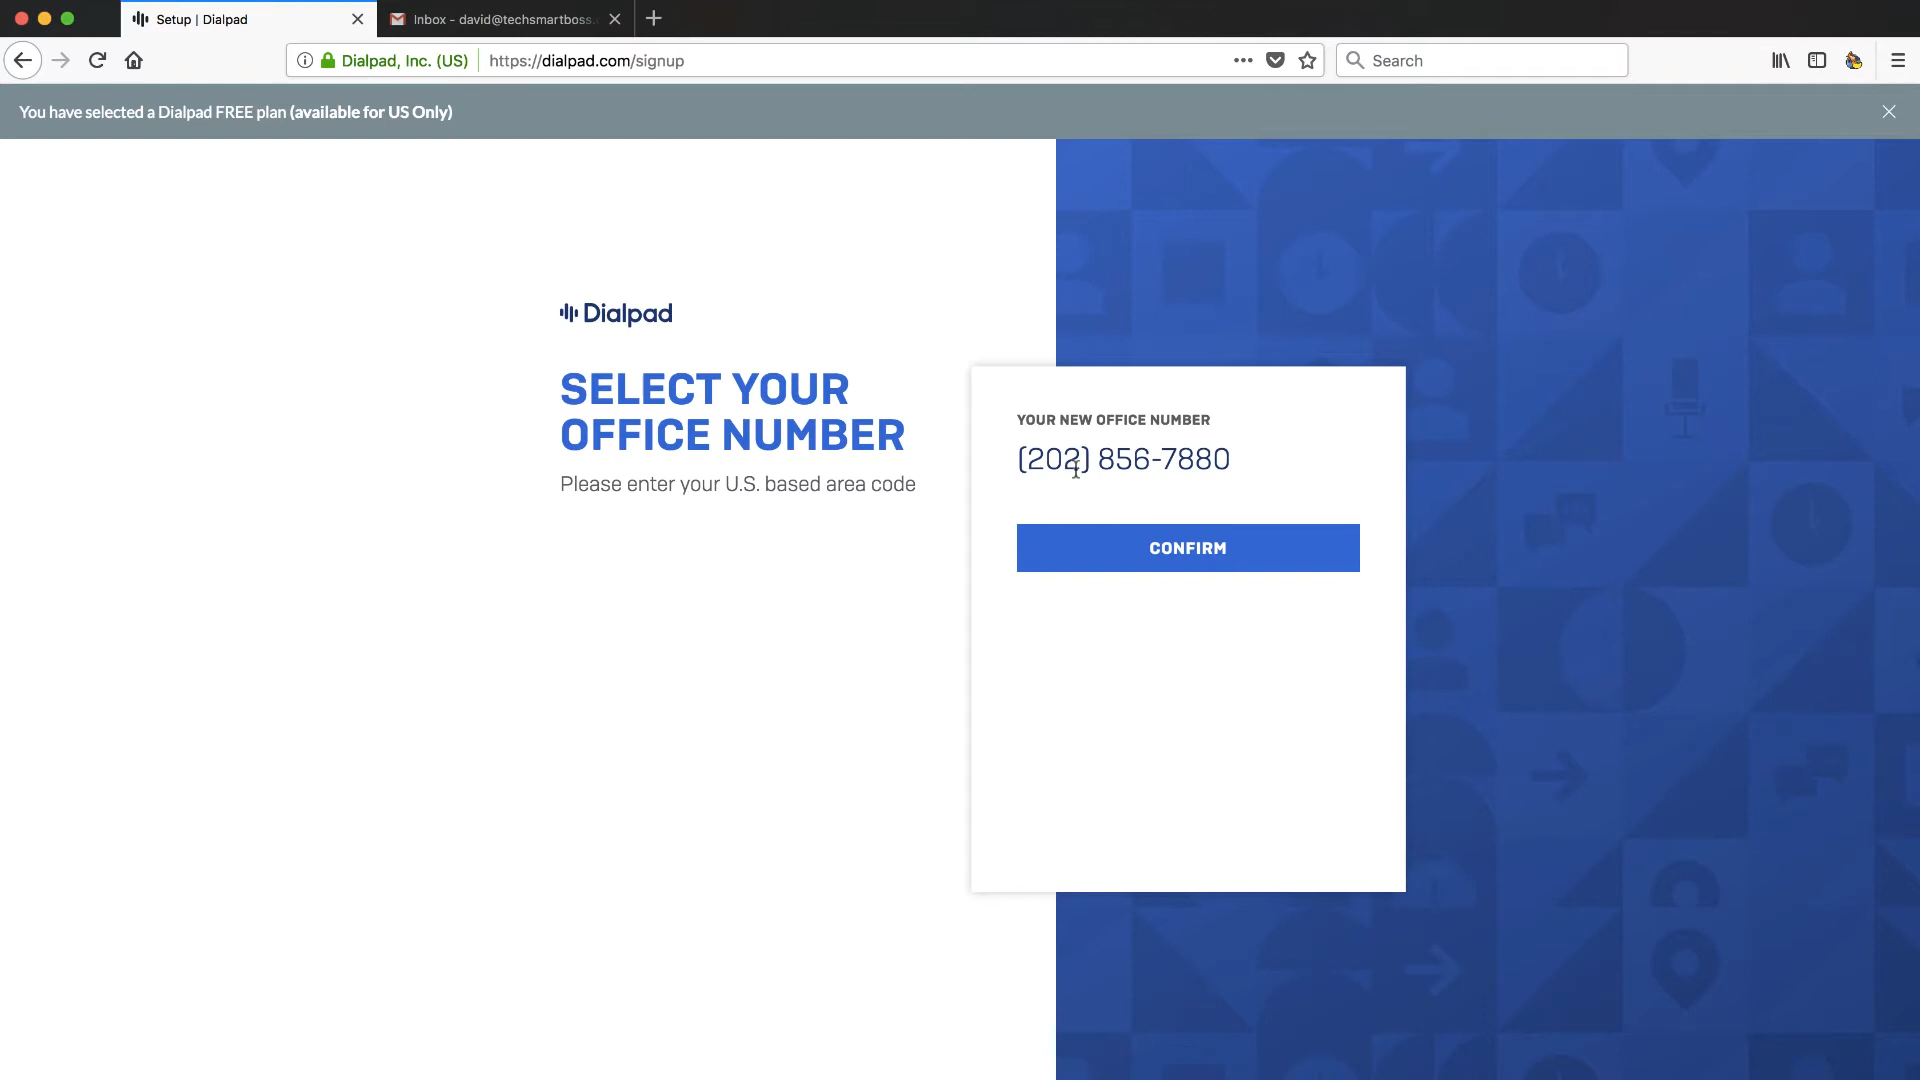 Setup | Dialpad
Inbox - david@techsmartboss.
Dialpad, Inc. (US)
https://dialpad.com/signup
Search
You have selected a Dialpad FREE plan (available for US Only)
Dialpad
SELECT YOUR
OFFICE NUMBER
Please enter your U.S. based area code
YOUR NEW OFFICE NUMBER
(202) 856-7880
CONFIRM